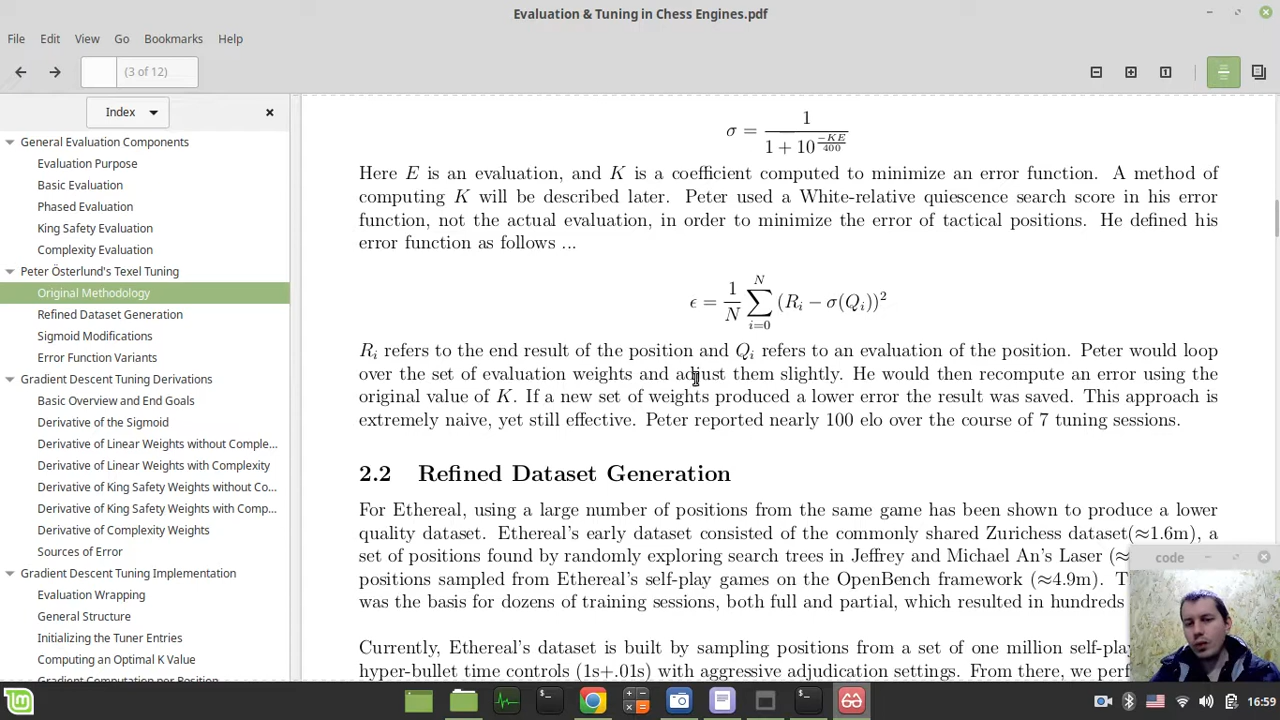 Evaluation & Tuning in Chess Engines.pdf
File Edit View Go Bookmarks Help
(3 of 12)
Index
General Evaluation Components
Evaluation Purpose
Basic Evaluation
Phased Evaluation
King Safety Evaluation
Complexity Evaluation
Peter Österlund's Texel Tuning
Original Methodology
Refined Dataset Generation
Sigmoid Modifications
Error Function Variants
Gradient Descent Tuning Derivations
Basic Overview and End Goals
Derivative of the Sigmoid
Derivative of Linear Weights without Comple...
Derivative of Linear Weights with Complexity
Derivative of King Safety Weights without Co...
Derivative of King Safety Weights with Comp...
Derivative of Complexity Weights
Sources of Error
Gradient Descent Tuning Implementation
Evaluation Wrapping
General Structure
Initializing the Tuner Entries
Computing an Optimal K Value
Gradient Computation per Position
σ = 1 / (1 + 10^(−KE/400))
Here E is an evaluation, and K is a coefficient computed to minimize an error function. A method of
computing K will be described later. Peter used a White-relative quiescence search score in his error
function, not the actual evaluation, in order to minimize the error of tactical positions. He defined his
error function as follows ...
ϵ = 1/N ∑_{i=0}^{N} (R_i − σ(Q_i))²
R_i refers to the end result of the position and Q_i refers to an evaluation of the position. Peter would loop
over the set of evaluation weights and adjust them slightly. He would then recompute an error using the
original value of K. If a new set of weights produced a lower error the result was saved. This approach is
extremely naive, yet still effective. Peter reported nearly 100 elo over the course of 7 tuning sessions.
2.2 Refined Dataset Generation
For Ethereal, using a large number of positions from the same game has been shown to produce a lower
quality dataset. Ethereal's early dataset consisted of the commonly shared Zurichess dataset(≈1.6m), a
set of positions found by randomly exploring search trees in Jeffrey and Michael An's Laser (≈
positions sampled from Ethereal's self-play games on the OpenBench framework (≈4.9m). T
was the basis for dozens of training sessions, both full and partial, which resulted in hundreds
Currently, Ethereal's dataset is built by sampling positions from a set of one million self-play
hyper-bullet time controls (1s+.01s) with aggressive adjudication settings. From there, we perf
code
16:59